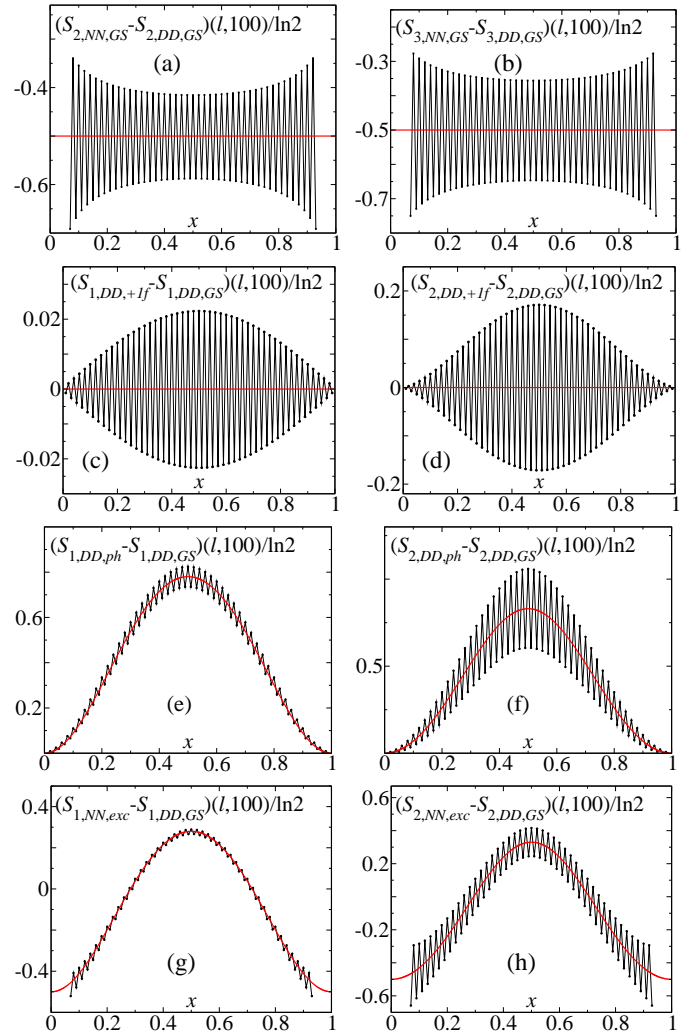 (S2,NN,GS-S2,DD,GS)(l,100)/ln2
(a)
-0.4
-0.6
x
0 0.2 0.4 0.6 0.8 1
(S3,NN,GS-S3,DD,GS)(l,100)/ln2
(b)
-0.3
-0.5
-0.7
x
0 0.2 0.4 0.6 0.8 1
(S1,DD,+1f-S1,DD,GS)(l,100)/ln2
0.02
0
-0.02
(c)
x
0 0.2 0.4 0.6 0.8 1
(S2,DD,+1f-S2,DD,GS)(l,100)/ln2
0.2
0
-0.2
(d)
x
0 0.2 0.4 0.6 0.8 1
(S1,DD,ph-S1,DD,GS)(l,100)/ln2
0.8
0.2
(e)
x
0 0.2 0.4 0.6 0.8 1
(S2,DD,ph-S2,DD,GS)(l,100)/ln2
0.5
(f)
x
0 0.2 0.4 0.6 0.8 1
(S1,NN,exc-S1,DD,GS)(l,100)/ln2
0.4
0
-0.4
(g)
x
0 0.2 0.4 0.6 0.8 1
(S2,NN,exc-S2,DD,GS)(l,100)/ln2
0.6
0.2
-0.2
-0.6
(h)
x
0 0.2 0.4 0.6 0.8 1